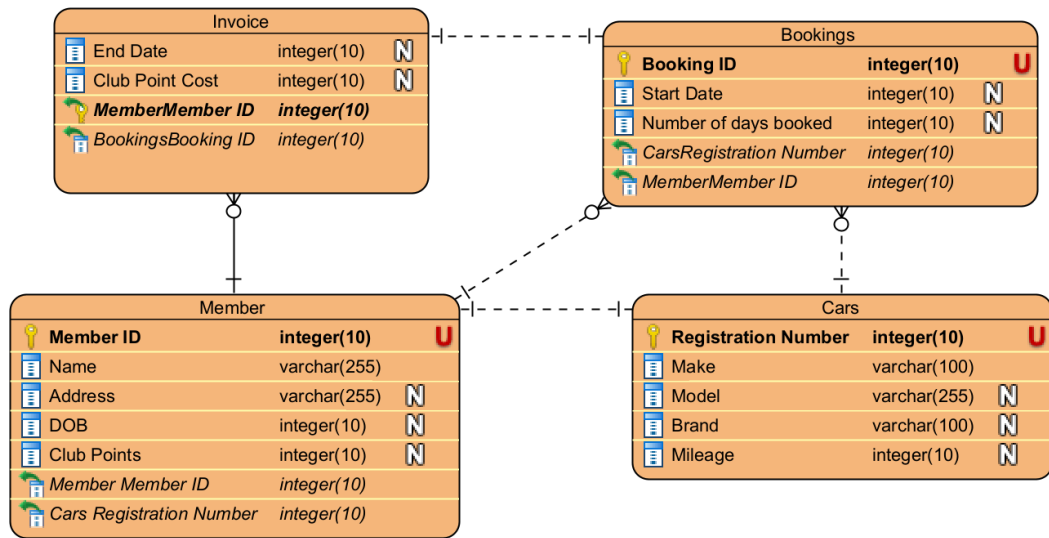 Invoice
End Date integer(10) N
Club Point Cost integer(10) N
MemberMember ID integer(10)
BookingsBooking ID integer(10)
Bookings
Booking ID integer(10) U
Start Date integer(10) N
Number of days booked integer(10) N
CarsRegistration Number integer(10)
MemberMember ID integer(10)
Member
Member ID integer(10) U
Name varchar(255)
Address varchar(255) N
DOB integer(10) N
Club Points integer(10) N
Member Member ID integer(10)
Cars Registration Number integer(10)
Cars
Registration Number integer(10) U
Make varchar(100)
Model varchar(255) N
Brand varchar(100) N
Mileage integer(10) N